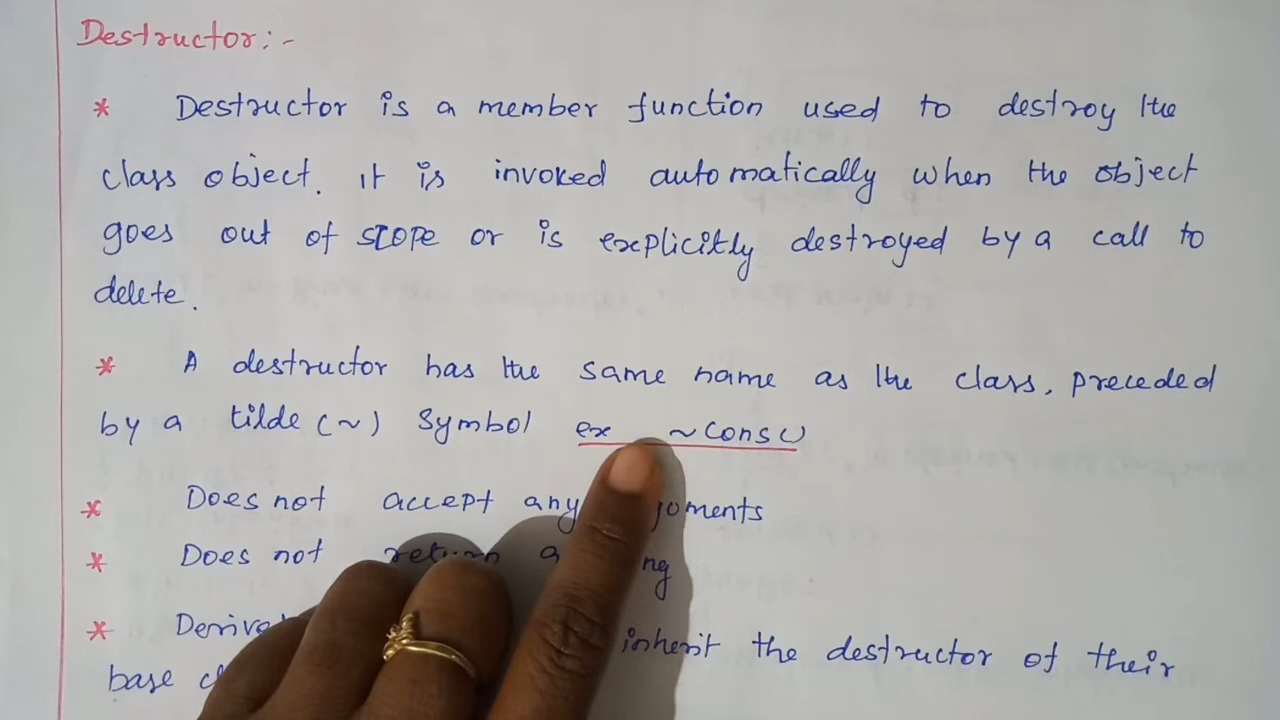 Destructor:-
* Destructor is a member function used to destroy the
class object. It is invoked automatically when the object
goes out of scope or is explicitly destroyed by a call to
delete.
* A destructor has the same name as the class, preceded
by a tilde (~) symbol ex ~cons()
* Does not accept any
* Does not return
* inherit the destructor of their
base